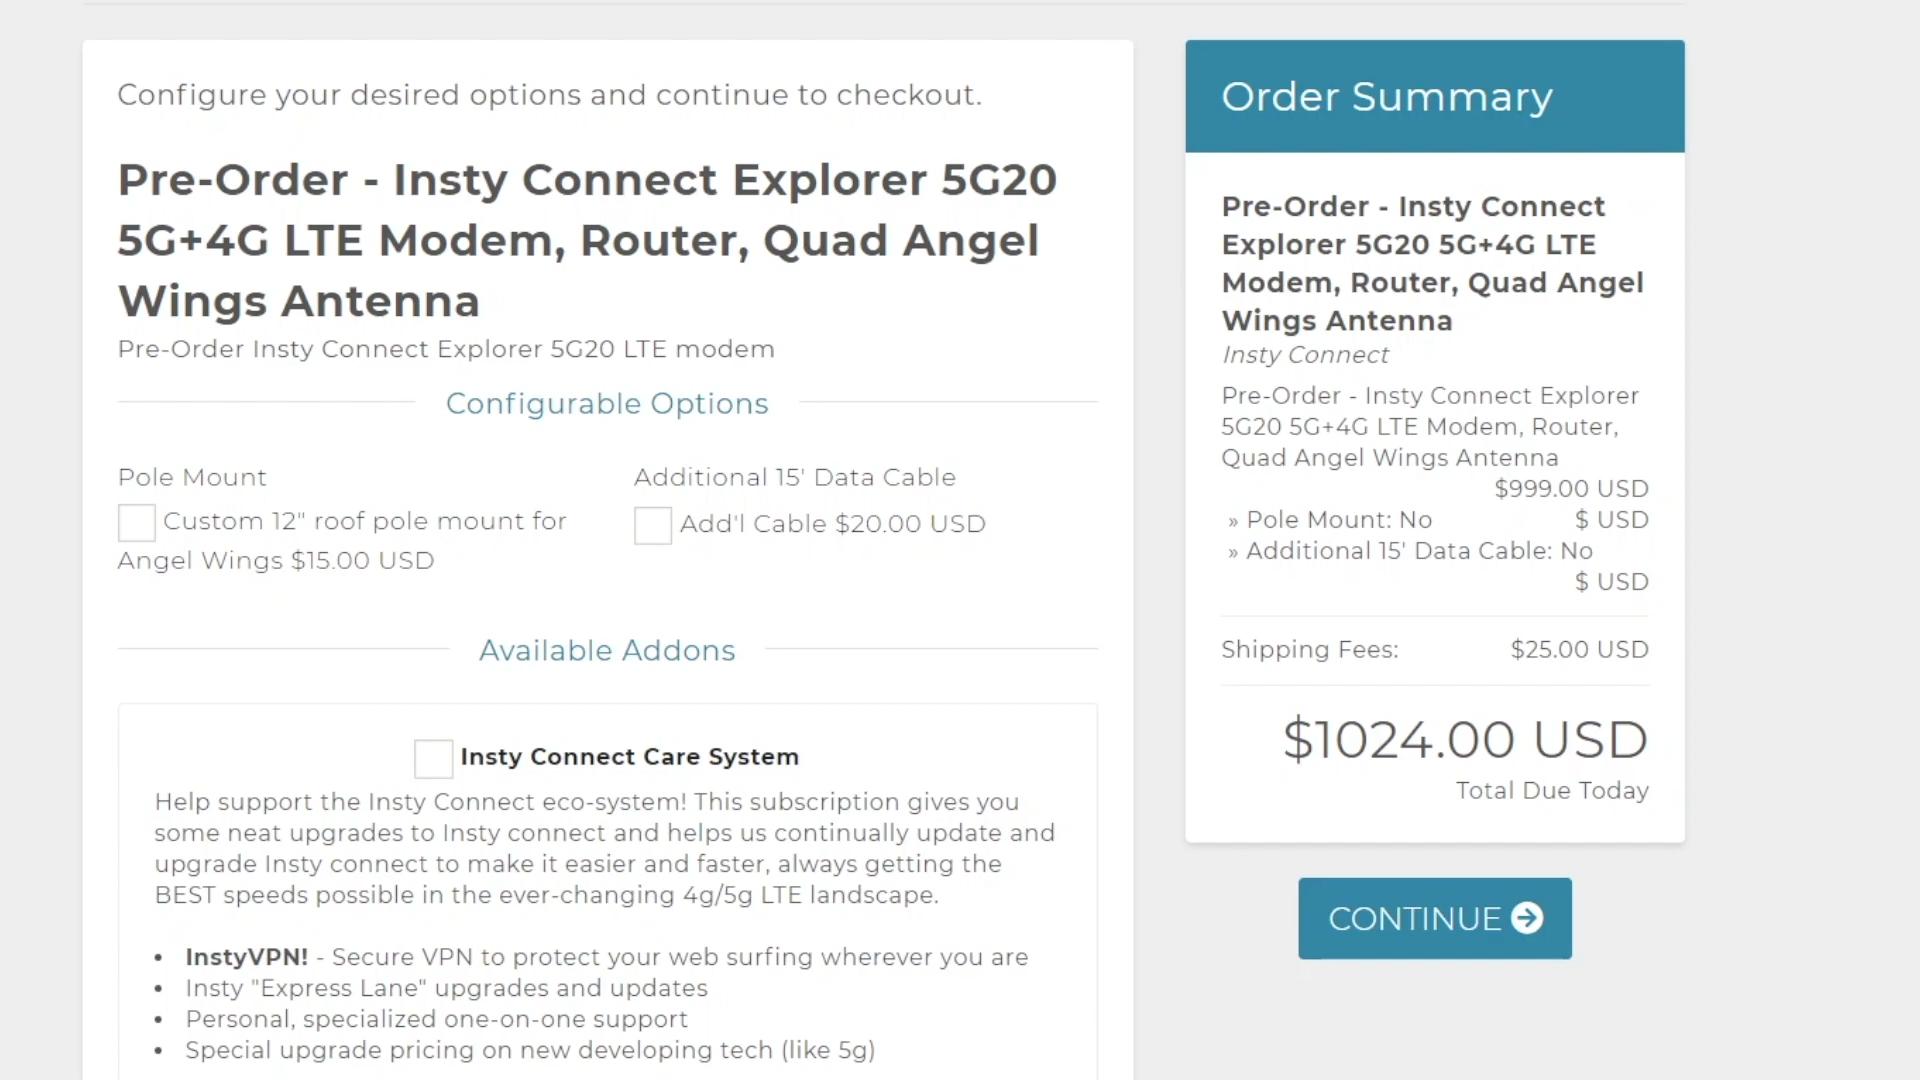 Configure your desired options and continue to checkout.
Pre-Order - Insty Connect Explorer 5G20
5G+4G LTE Modem, Router, Quad Angel
Wings Antenna
Pre-Order Insty Connect Explorer 5G20 LTE modem
Configurable Options
Pole Mount
Custom 12" roof pole mount for
Angel Wings $15.00 USD
Additional 15' Data Cable
Add'l Cable $20.00 USD
Available Addons
Insty Connect Care System
Help support the Insty Connect eco-system! This subscription gives you
some neat upgrades to Insty connect and helps us continually update and
upgrade Insty connect to make it easier and faster, always getting the
BEST speeds possible in the ever-changing 4g/5g LTE landscape.
• InstyVPN! - Secure VPN to protect your web surfing wherever you are
• Insty "Express Lane" upgrades and updates
• Personal, specialized one-on-one support
• Special upgrade pricing on new developing tech (like 5g)
Order Summary
Pre-Order - Insty Connect
Explorer 5G20 5G+4G LTE
Modem, Router, Quad Angel
Wings Antenna
Insty Connect
Pre-Order - Insty Connect Explorer
5G20 5G+4G LTE Modem, Router,
Quad Angel Wings Antenna
$999.00 USD
» Pole Mount: No $ USD
» Additional 15' Data Cable: No
$ USD
Shipping Fees: $25.00 USD
$1024.00 USD
Total Due Today
CONTINUE